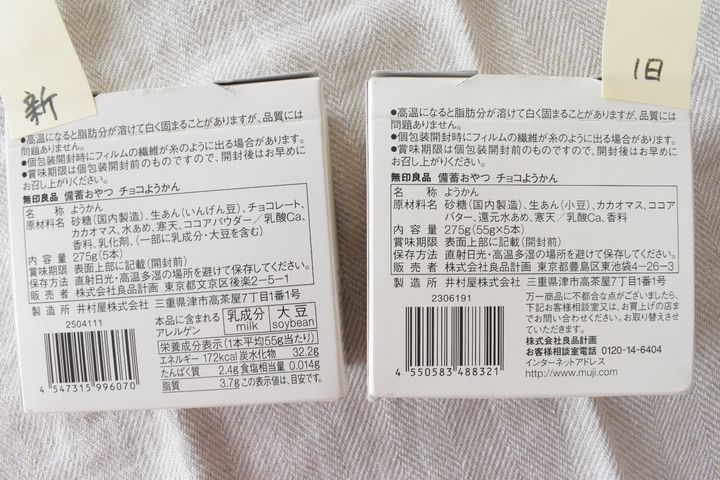 新
●高温になると脂肪分が溶けて白く固まることがありますが、品質には
問題ありません。
●個包装開封時にフィルムの繊維が糸のように出る場合があります。
●賞味期限は個包装開封前のものですので、開封後はお早めに
お召し上がりください。
無印良品 備蓄おやつ チョコようかん
名 称 ようかん
原材料名 砂糖(国内製造)、生あん(いんげん豆)、チョコレート、
カカオマス、水あめ、寒天、ココアパウダー/乳酸Ca、
香料、乳化剤、(一部に乳成分・大豆を含む)
内 容 量 275g(5本)
賞味期限 表面上部に記載(開封前)
保存方法 直射日光・高温多湿の場所を避けて保存してください。
販 売 者 株式会社良品計画 東京都文京区後楽2-5-1
製 造 所 井村屋株式会社 三重県津市高茶屋7丁目1番1号
2504111
4 547315 996070
本品に含まれる
アレルゲン
乳成分 milk
大豆 soybean
栄養成分表示(1本平均55g当たり)
エネルギー 172kcal 炭水化物 32.2g
たんぱく質 2.4g 食塩相当量 0.014g
脂質 3.7g この表示値は、目安です。
旧
●高温になると脂肪分が溶けて白く固まることがありますが、品質には
問題ありません。
●個包装開封時にフィルムの繊維が糸のように出る場合があります。
●賞味期限は個包装開封前のものですので、開封後はお早めに
お召し上がりください。
無印良品 備蓄おやつ チョコようかん
名 称 ようかん
原材料名 砂糖(国内製造)、生あん(小豆)、カカオマス、ココア
バター、還元水あめ、寒天/乳酸Ca、香料
内 容 量 275g(55g×5本)
賞味期限 表面上部に記載(開封前)
保存方法 直射日光・高温多湿の場所を避けて保存してください。
販 売 者 株式会社良品計画 東京都豊島区東池袋4-26-3
製 造 所 井村屋株式会社 三重県津市高茶屋7丁目1番1号
2306191
4 550583 488321
万一商品に不都合な点がございましたら、
下記お客様相談室又は、お買上げの店ま
でお問い合わせください。お取り替えさせ
ていただきます。
株式会社良品計画
お客様相談室電話 0120-14-6404
インターネットアドレス
http://www.muji.com